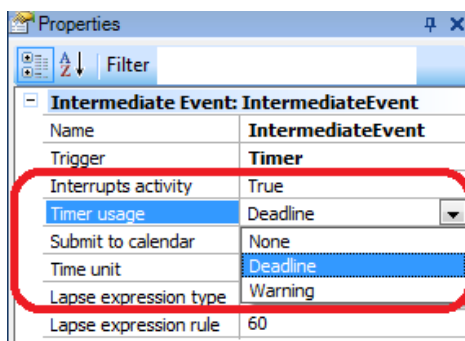 Properties
A Z Filter
Intermediate Event: IntermediateEvent
Name IntermediateEvent
Trigger Timer
Interrupts activity True
Timer usage Deadline
Submit to calendar None
Time unit Deadline
Lapse expression type Warning
Lapse expression rule 60